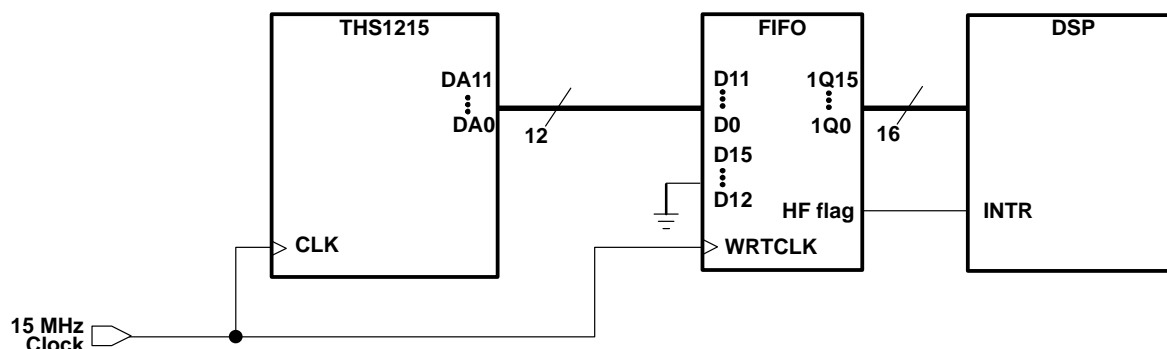 THS1215
FIFO
DSP
DA11
DA0
12
D11
D0
D15
D12
1Q15
1Q0
16
HF flag
INTR
CLK
WRTCLK
15 MHz
Clock